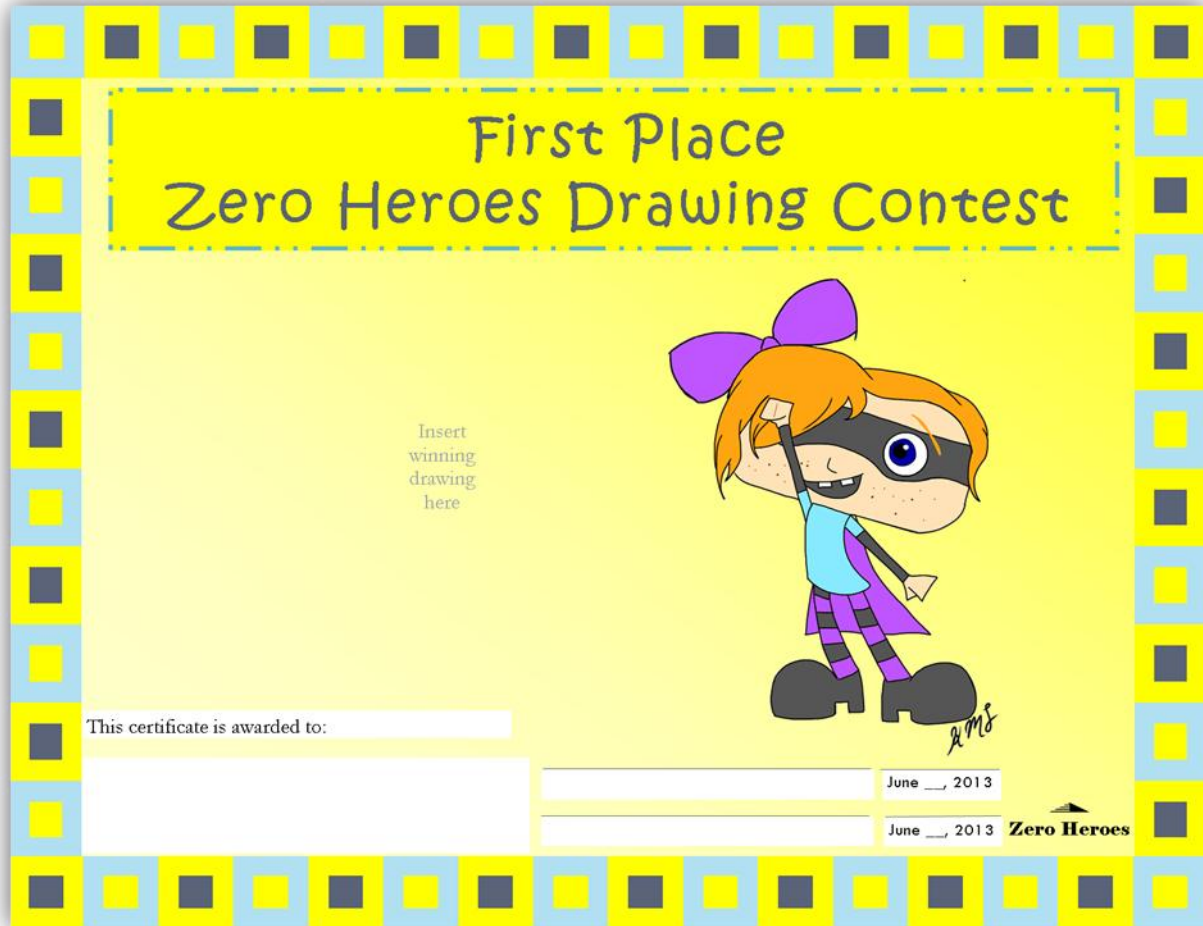 First Place
Zero Heroes Drawing Contest
Insert
winning
drawing
here
This certificate is awarded to:
June __, 2013
June __, 2013
Zero Heroes